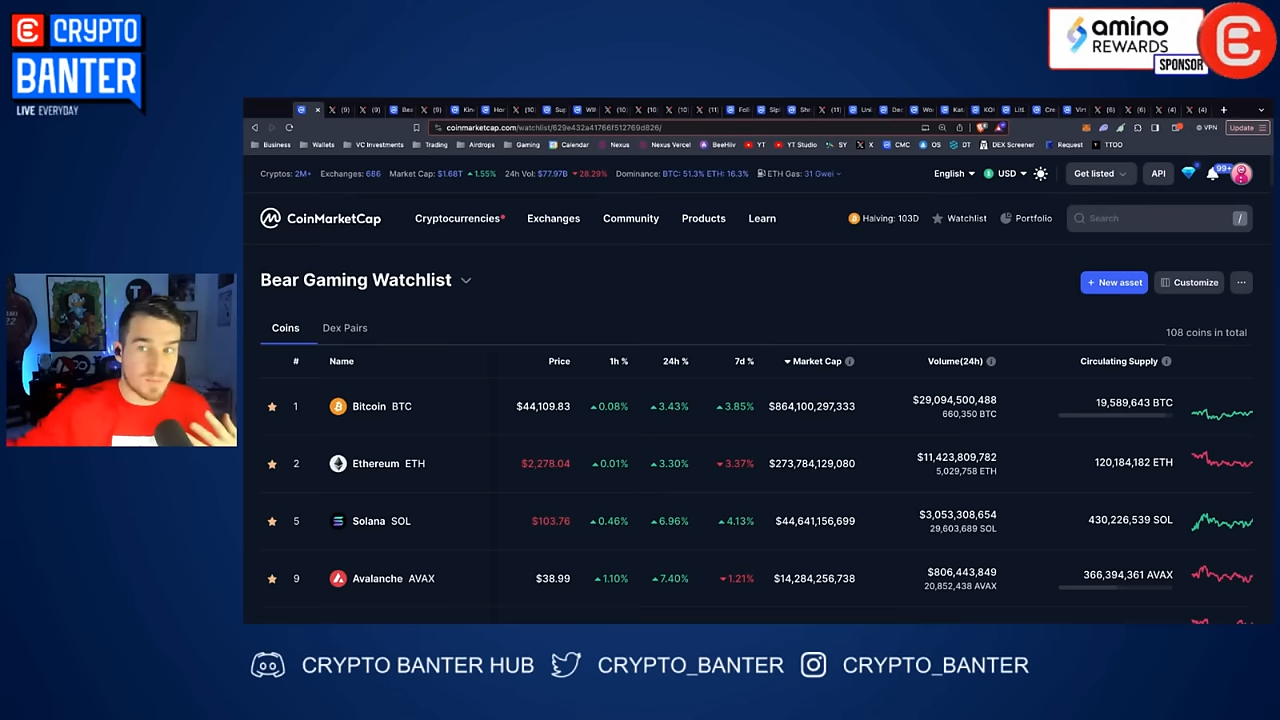 CRYPTO
BANTER
LIVE EVERYDAY
amino
REWARDS
SPONSOR
coinmarketcap.com/watchlist/629e432a41766f512769d826/
VPN
Update
Business Wallets VC Investments Trading Airdrops Gaming Calendar Nexus Nexus Vercel BeeHiiv YT YT Studio SY X CMC OS DT DEX Screener Request TTOO
Cryptos: 2M+ Exchanges: 686 Market Cap: $1.68T 1.55% 24h Vol: $77.97B 28.29% Dominance: BTC: 51.3% ETH: 16.3% ETH Gas: 31 Gwei
English USD Get listed API 99+
CoinMarketCap Cryptocurrencies Exchanges Community Products Learn Halving: 103D Watchlist Portfolio Search /
Bear Gaming Watchlist
+ New asset Customize ...
Coins Dex Pairs
108 coins in total
# Name Price 1h % 24h % 7d % Market Cap Volume(24h) Circulating Supply
1 Bitcoin BTC $44,109.83 0.08% 3.43% 3.85% $864,100,297,333 $29,094,500,488 19,589,643 BTC
660,350 BTC
2 Ethereum ETH $2,278.04 0.01% 3.30% 3.37% $273,784,129,080 $11,423,809,782 120,184,182 ETH
5,029,758 ETH
5 Solana SOL $103.76 0.46% 6.96% 4.13% $44,641,156,699 $3,053,308,654 430,226,539 SOL
29,603,689 SOL
9 Avalanche AVAX $38.99 1.10% 7.40% 1.21% $14,284,256,738 $806,443,849 366,394,361 AVAX
20,852,438 AVAX
CRYPTO BANTER HUB CRYPTO_BANTER CRYPTO_BANTER